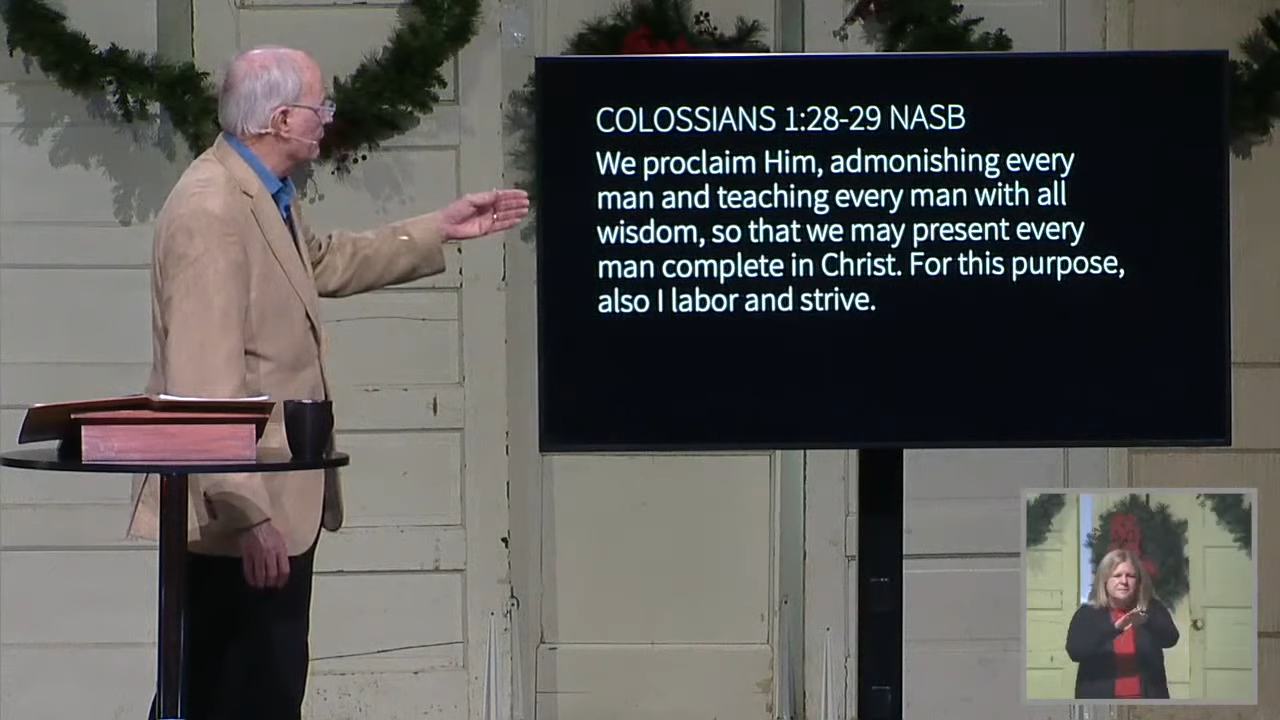 COLOSSIANS 1:28-29 NASB
We proclaim Him, admonishing every
man and teaching every man with all
wisdom, so that we may present every
man complete in Christ. For this purpose,
also I labor and strive.